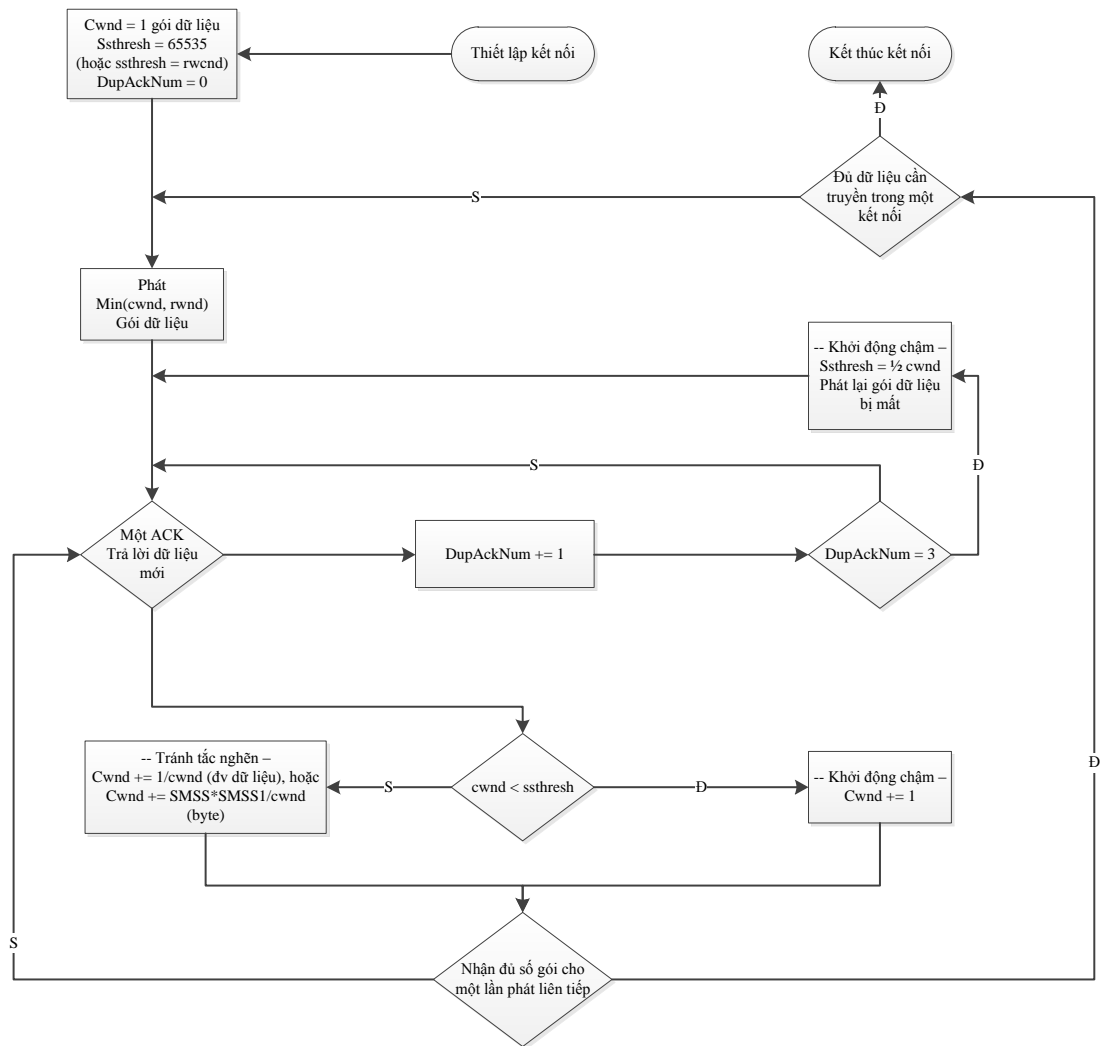 Cwnd = 1 gói dữ liệu
Ssthresh = 65535
(hoặc ssthresh = rwcnd)
DupAckNum = 0
Thiết lập kết nối
Kết thúc kết nối
Đ
Đủ dữ liệu cần
truyền trong một
kết nối
S
Phát
Min(cwnd, rwnd)
Gói dữ liệu
-- Khởi động chậm –
Ssthresh = ½ cwnd
Phát lại gói dữ liệu
bị mất
S
Đ
Một ACK
Trả lời dữ liệu
mới
DupAckNum += 1
DupAckNum = 3
-- Tránh tắc nghẽn –
Cwnd += 1/cwnd (đv dữ liệu), hoặc
Cwnd += SMSS*SMSS1/cwnd
(byte)
S
cwnd < ssthresh
Đ
-- Khởi động chậm –
Cwnd += 1
Đ
S
Nhận đủ số gói cho
một lần phát liên tiếp